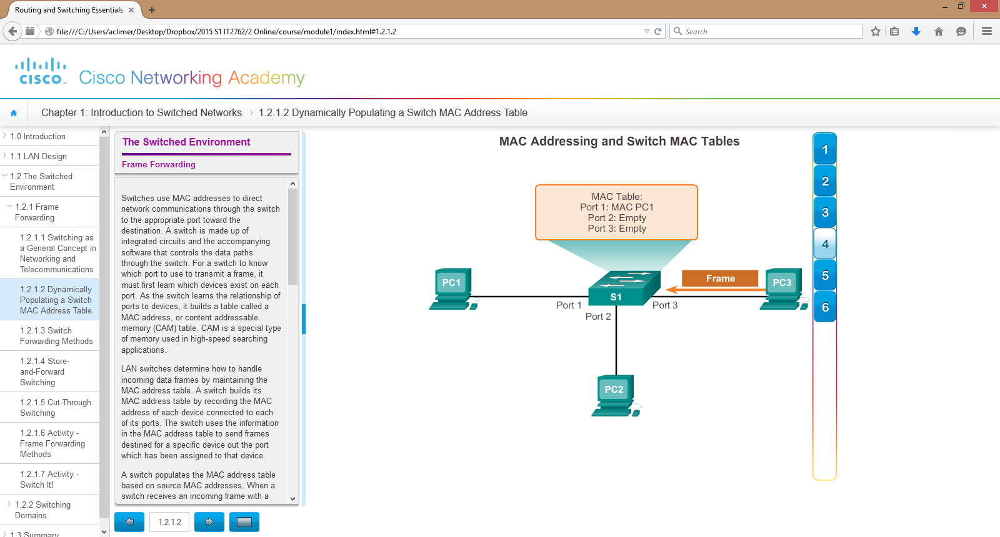 Routing and Switching Essentials
file:///C:/Users/aclimer/Desktop/Dropbox/2015 S1 IT2762/2 Online/course/module1/index.html#1.2.1.2
Search
CISCO
Cisco Networking Academy
Chapter 1: Introduction to Switched Networks
1.2.1.2 Dynamically Populating a Switch MAC Address Table
1.0 Introduction
1.1 LAN Design
1.2 The Switched
Environment
1.2.1 Frame
Forwarding
1.2.1.1 Switching as
a General Concept in
Networking and
Telecommunications
1.2.1.2 Dynamically
Populating a Switch
MAC Address Table
1.2.1.3 Switch
Forwarding Methods
1.2.1.4 Store-
and-Forward
Switching
1.2.1.5 Cut-Through
Switching
1.2.1.6 Activity -
Frame Forwarding
Methods
1.2.1.7 Activity -
Switch It!
1.2.2 Switching
Domains
1.3 Summary
The Switched Environment
Frame Forwarding
Switches use MAC addresses to direct
network communications through the switch
to the appropriate port toward the
destination. A switch is made up of
integrated circuits and the accompanying
software that controls the data paths
through the switch. For a switch to know
which port to use to transmit a frame, it
must first learn which devices exist on each
port. As the switch learns the relationship of
ports to devices, it builds a table called a
MAC address, or content addressable
memory (CAM) table. CAM is a special type
of memory used in high-speed searching
applications.
LAN switches determine how to handle
incoming data frames by maintaining the
MAC address table. A switch builds its
MAC address table by recording the MAC
address of each device connected to each
of its ports. The switch uses the information
in the MAC address table to send frames
destined for a specific device out the port
which has been assigned to that device.
A switch populates the MAC address table
based on source MAC addresses. When a
switch receives an incoming frame with a
1.2.1.2
MAC Addressing and Switch MAC Tables
MAC Table:
Port 1: MAC PC1
Port 2: Empty
Port 3: Empty
PC1
Frame
PC3
S1
Port 1
Port 3
Port 2
PC2
1
2
3
4
5
6